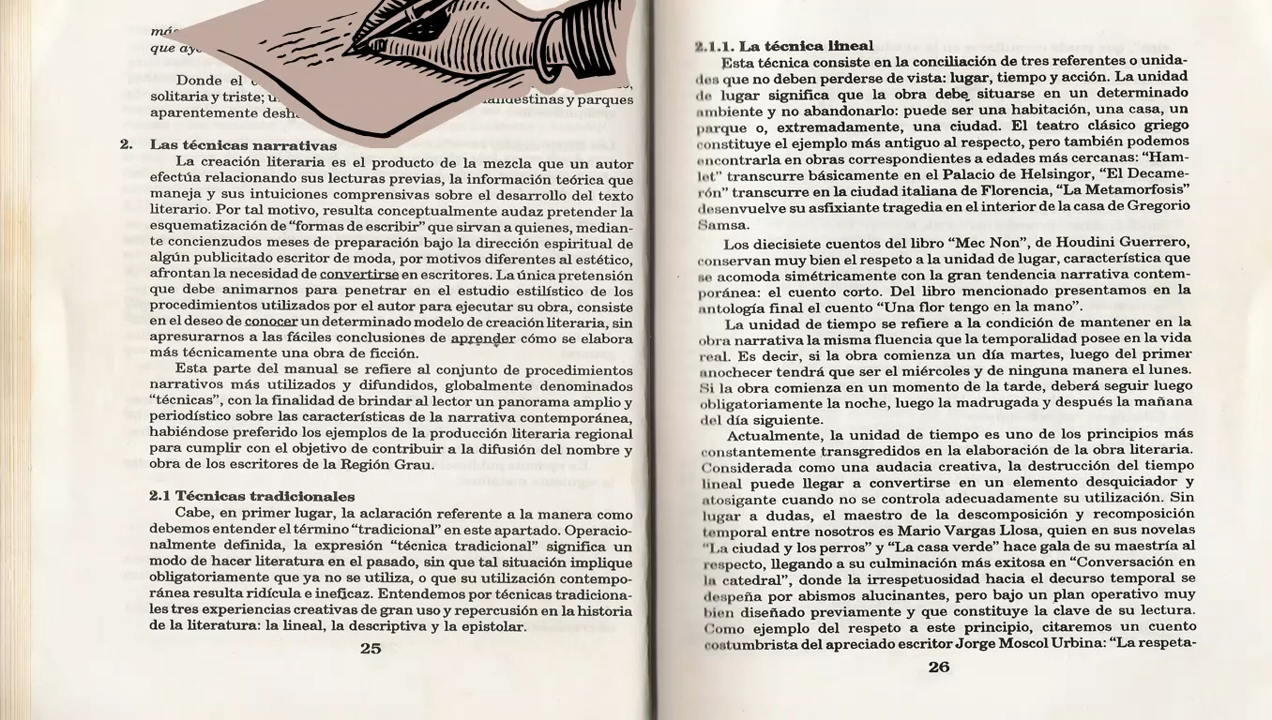 más
que
Donde el
solitaria y triste; clandestinas y parques
aparentemente
2. Las técnicas narrativas
La creación literaria es el producto de la mezcla que un autor
efectúa relacionando sus lecturas previas, la información teórica que
maneja y sus intuiciones comprensivas sobre el desarrollo del texto
literario. Por tal motivo, resulta conceptualmente audaz pretender la
esquematización de “formas de escribir” que sirvan a quienes, median-
te concienzudos meses de preparación bajo la dirección espiritual de
algún publicitado escritor de moda, por motivos diferentes al estético,
afrontan la necesidad de convertirse en escritores. La única pretensión
que debe animarnos para penetrar en el estudio estilístico de los
procedimientos utilizados por el autor para ejecutar su obra, consiste
en el deseo de conocer un determinado modelo de creación literaria, sin
apresurarnos a las fáciles conclusiones de aprender cómo se elabora
más técnicamente una obra de ficción.
Esta parte del manual se refiere al conjunto de procedimientos
narrativos más utilizados y difundidos, globalmente denominados
“técnicas”, con la finalidad de brindar al lector un panorama amplio y
periodístico sobre las características de la narrativa contemporánea,
habiéndose preferido los ejemplos de la producción literaria regional
para cumplir con el objetivo de contribuir a la difusión del nombre y
obra de los escritores de la Región Grau.
2.1 Técnicas tradicionales
Cabe, en primer lugar, la aclaración referente a la manera como
debemos entender el término “tradicional” en este apartado. Operacio-
nalmente definida, la expresión “técnica tradicional” significa un
modo de hacer literatura en el pasado, sin que tal situación implique
obligatoriamente que ya no se utiliza, o que su utilización contempo-
ránea resulta ridícula e ineficaz. Entendemos por técnicas tradiciona-
les tres experiencias creativas de gran uso y repercusión en la historia
de la literatura: la lineal, la descriptiva y la epistolar.
25
2.1.1. La técnica lineal
Esta técnica consiste en la conciliación de tres referentes o unida-
des que no deben perderse de vista: lugar, tiempo y acción. La unidad
de lugar significa que la obra debe situarse en un determinado
ambiente y no abandonarlo: puede ser una habitación, una casa, un
parque o, extremadamente, una ciudad. El teatro clásico griego
constituye el ejemplo más antiguo al respecto, pero también podemos
encontrarla en obras correspondientes a edades más cercanas: “Ham-
let” transcurre básicamente en el Palacio de Helsingor, “El Decame-
rón” transcurre en la ciudad italiana de Florencia, “La Metamorfosis”
desenvuelve su asfixiante tragedia en el interior de la casa de Gregorio
Samsa.
Los diecisiete cuentos del libro “Mec Non”, de Houdini Guerrero,
conservan muy bien el respeto a la unidad de lugar, característica que
se acomoda simétricamente con la gran tendencia narrativa contem-
poránea: el cuento corto. Del libro mencionado presentamos en la
antología final el cuento “Una flor tengo en la mano”.
La unidad de tiempo se refiere a la condición de mantener en la
obra narrativa la misma fluencia que la temporalidad posee en la vida
real. Es decir, si la obra comienza un día martes, luego del primer
anochecer tendrá que ser el miércoles y de ninguna manera el lunes.
Si la obra comienza en un momento de la tarde, deberá seguir luego
obligatoriamente la noche, luego la madrugada y después la mañana
del día siguiente.
Actualmente, la unidad de tiempo es uno de los principios más
constantemente transgredidos en la elaboración de la obra literaria.
Considerada como una audacia creativa, la destrucción del tiempo
lineal puede llegar a convertirse en un elemento desquiciador y
atosigante cuando no se controla adecuadamente su utilización. Sin
lugar a dudas, el maestro de la descomposición y recomposición
temporal entre nosotros es Mario Vargas Llosa, quien en sus novelas
“La ciudad y los perros” y “La casa verde” hace gala de su maestría al
respecto, llegando a su culminación más exitosa en “Conversación en
la catedral”, donde la irrespetuosidad hacia el decurso temporal se
despeña por abismos alucinantes, pero bajo un plan operativo muy
bien diseñado previamente y que constituye la clave de su lectura.
Como ejemplo del respeto a este principio, citaremos un cuento
costumbrista del apreciado escritor Jorge Moscol Urbina: “La respeta-
26